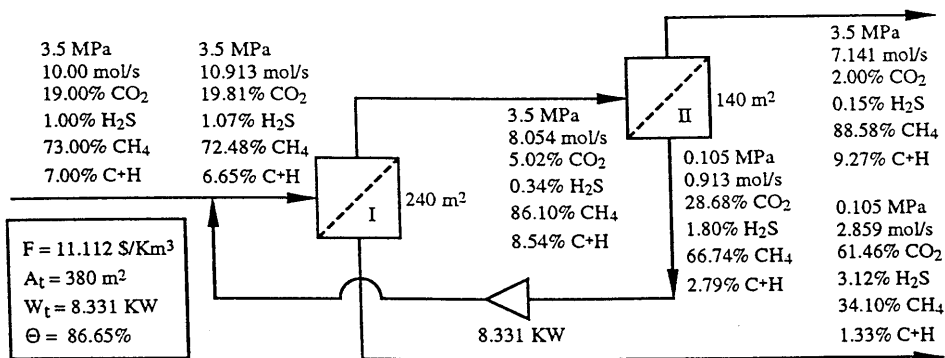 3.5 MPa
10.00 mol/s
19.00% CO₂
1.00% H₂S
73.00% CH₄
7.00% C+H
3.5 MPa
10.913 mol/s
19.81% CO₂
1.07% H₂S
72.48% CH₄
6.65% C+H
I
240 m²
3.5 MPa
8.054 mol/s
5.02% CO₂
0.34% H₂S
86.10% CH₄
8.54% C+H
II
140 m²
0.105 MPa
0.913 mol/s
28.68% CO₂
1.80% H₂S
66.74% CH₄
2.79% C+H
3.5 MPa
7.141 mol/s
2.00% CO₂
0.15% H₂S
88.58% CH₄
9.27% C+H
0.105 MPa
2.859 mol/s
61.46% CO₂
3.12% H₂S
34.10% CH₄
1.33% C+H
8.331 KW
F = 11.112 $/Km³
Aₜ = 380 m²
Wₜ = 8.331 KW
Θ = 86.65%